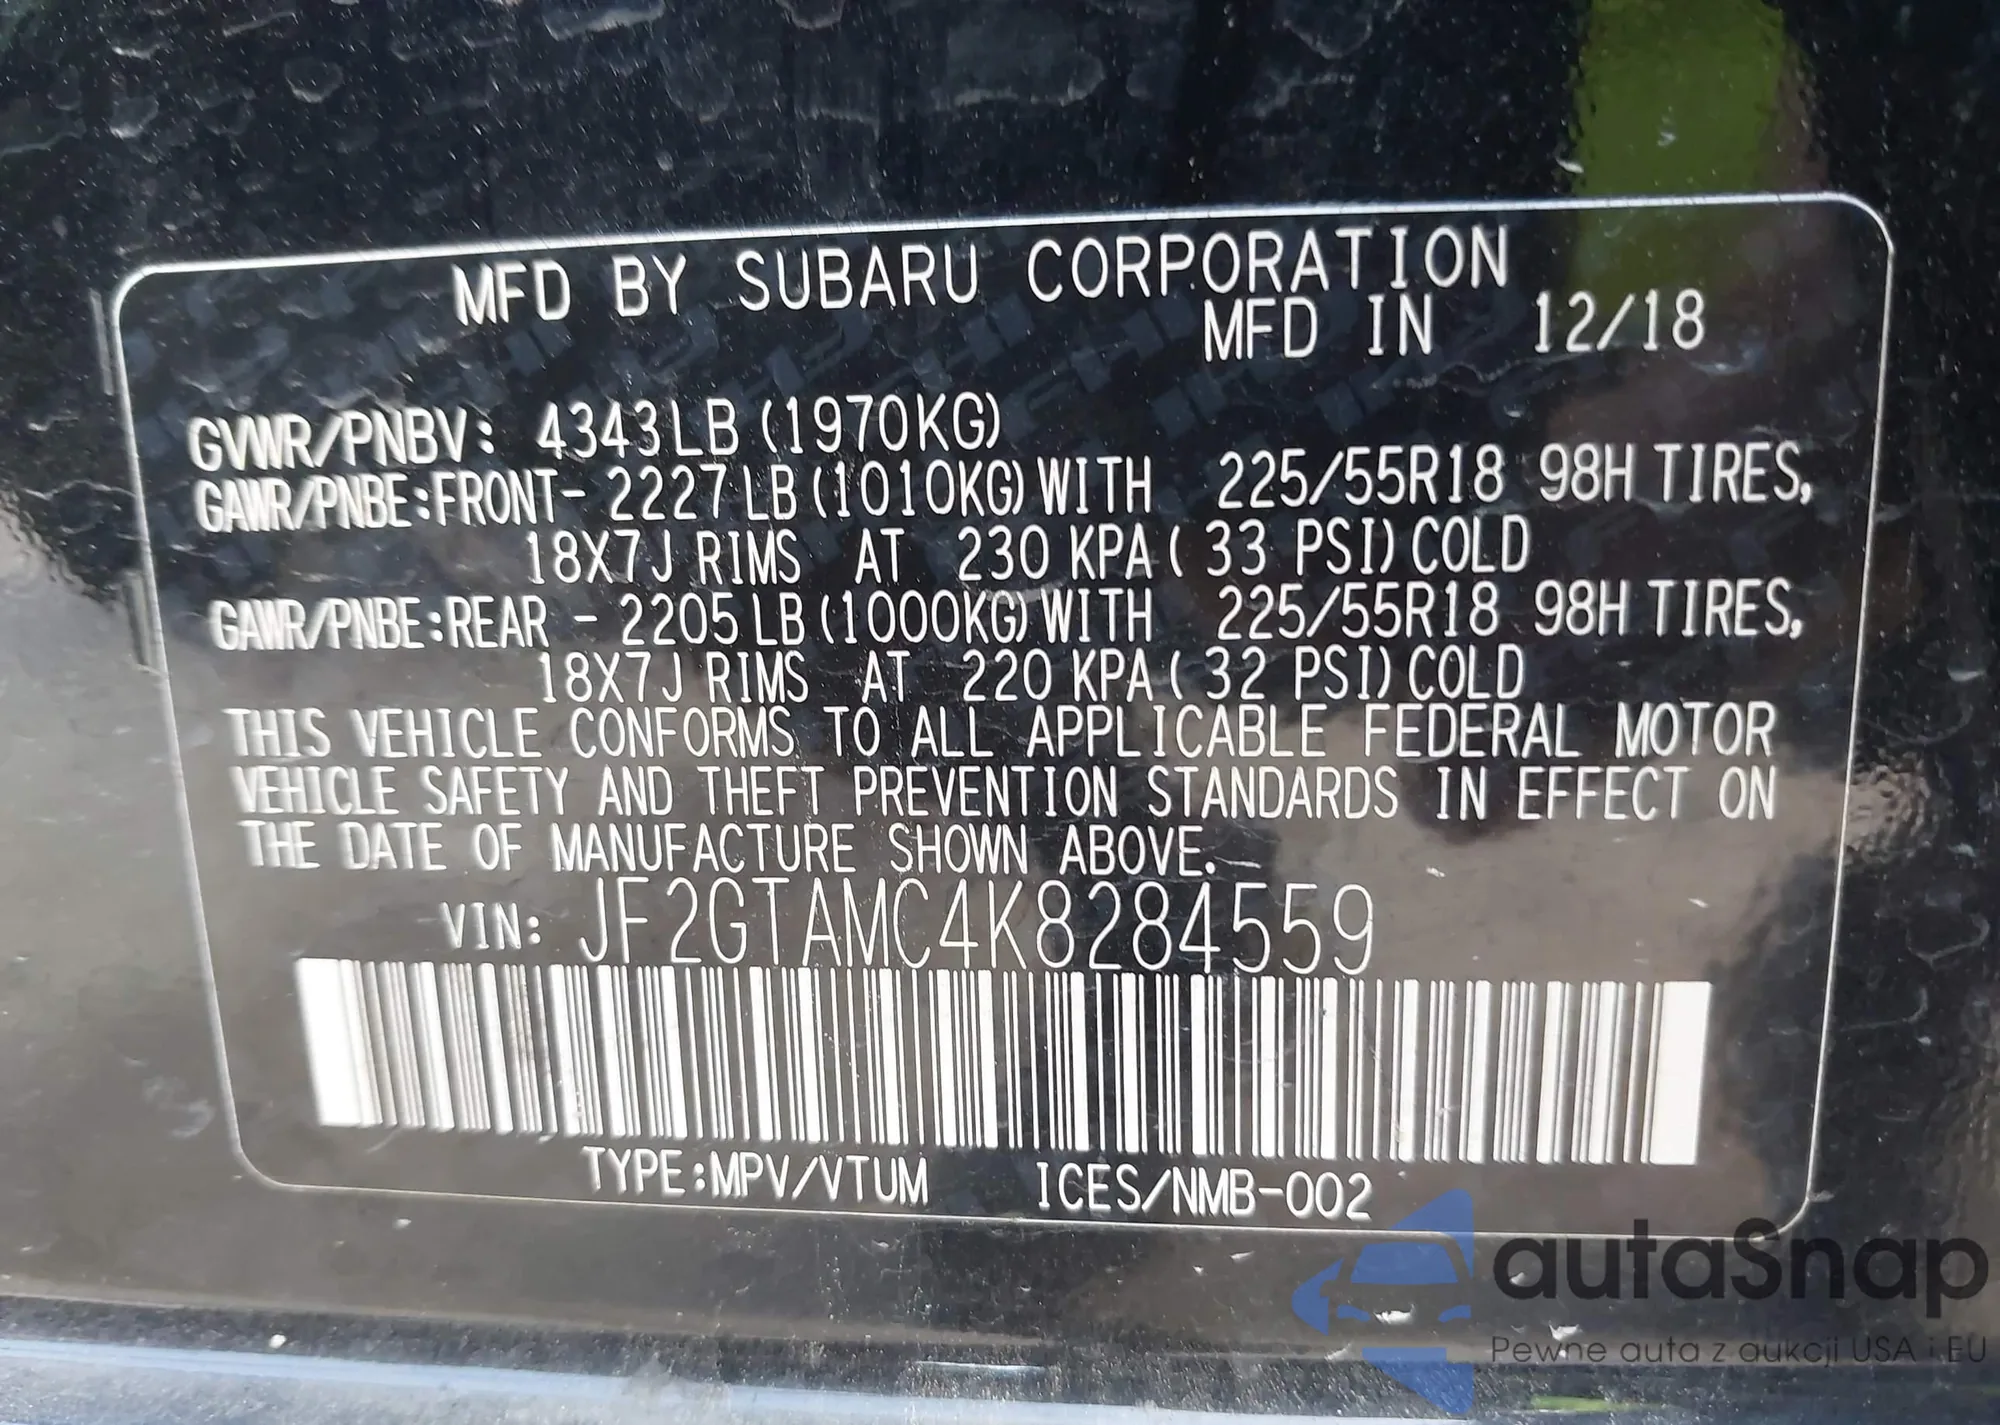 MFD BY SUBARU CORPORATION
MFD IN 12/18
GVWR/PNBV: 4343LB (1970KG)
GAWR/PNBE:FRONT- 2227LB(1010KG)WITH 225/55R18 98H TIRES,
18X7J RIMS AT 230 KPA( 33 PSI)COLD
GAWR/PNBE:REAR - 2205LB(1000KG)WITH 225/55R18 98H TIRES,
18X7J RIMS AT 220 KPA( 32 PSI)COLD
THIS VEHICLE CONFORMS TO ALL APPLICABLE FEDERAL MOTOR
VEHICLE SAFETY AND THEFT PREVENTION STANDARDS IN EFFECT ON
THE DATE OF MANUFACTURE SHOWN ABOVE.
VIN: JF2GTAMC4K8284559
TYPE:MPV/VTUM ICES/NMB-002
autaSnap
Pewne auta z aukcji USA i EU